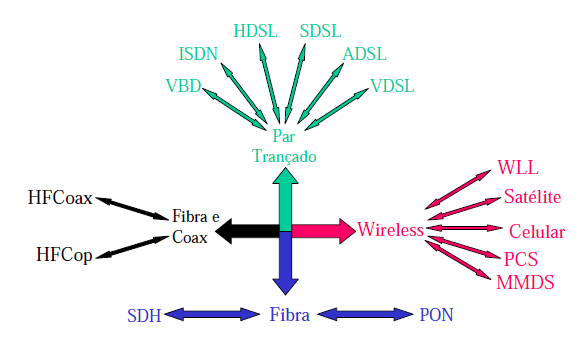 HDSL SDSL
ISDN ADSL
VBD VDSL
Par
Trançado
WLL
HFCoax Fibra e Satélite
Coax Wireless Celular
HFCop PCS
MMDS
SDH Fibra PON